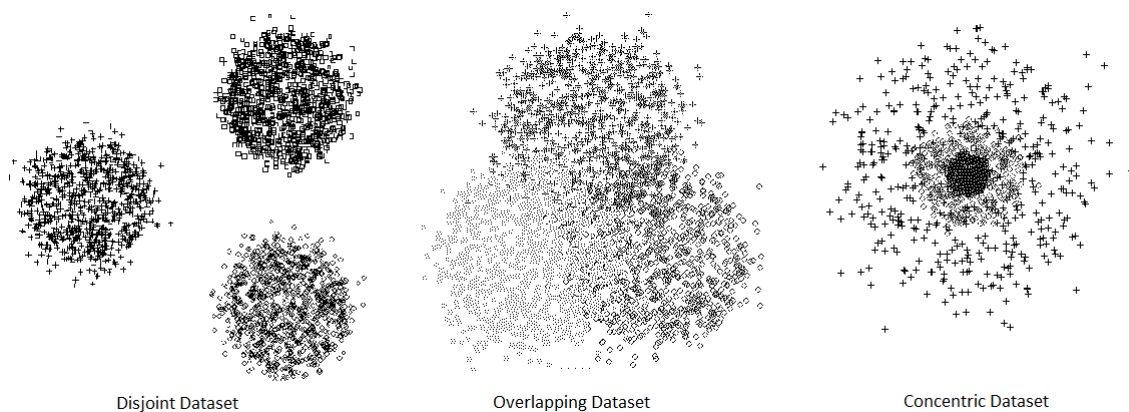 Disjoint Dataset
Overlapping Dataset
Concentric Dataset